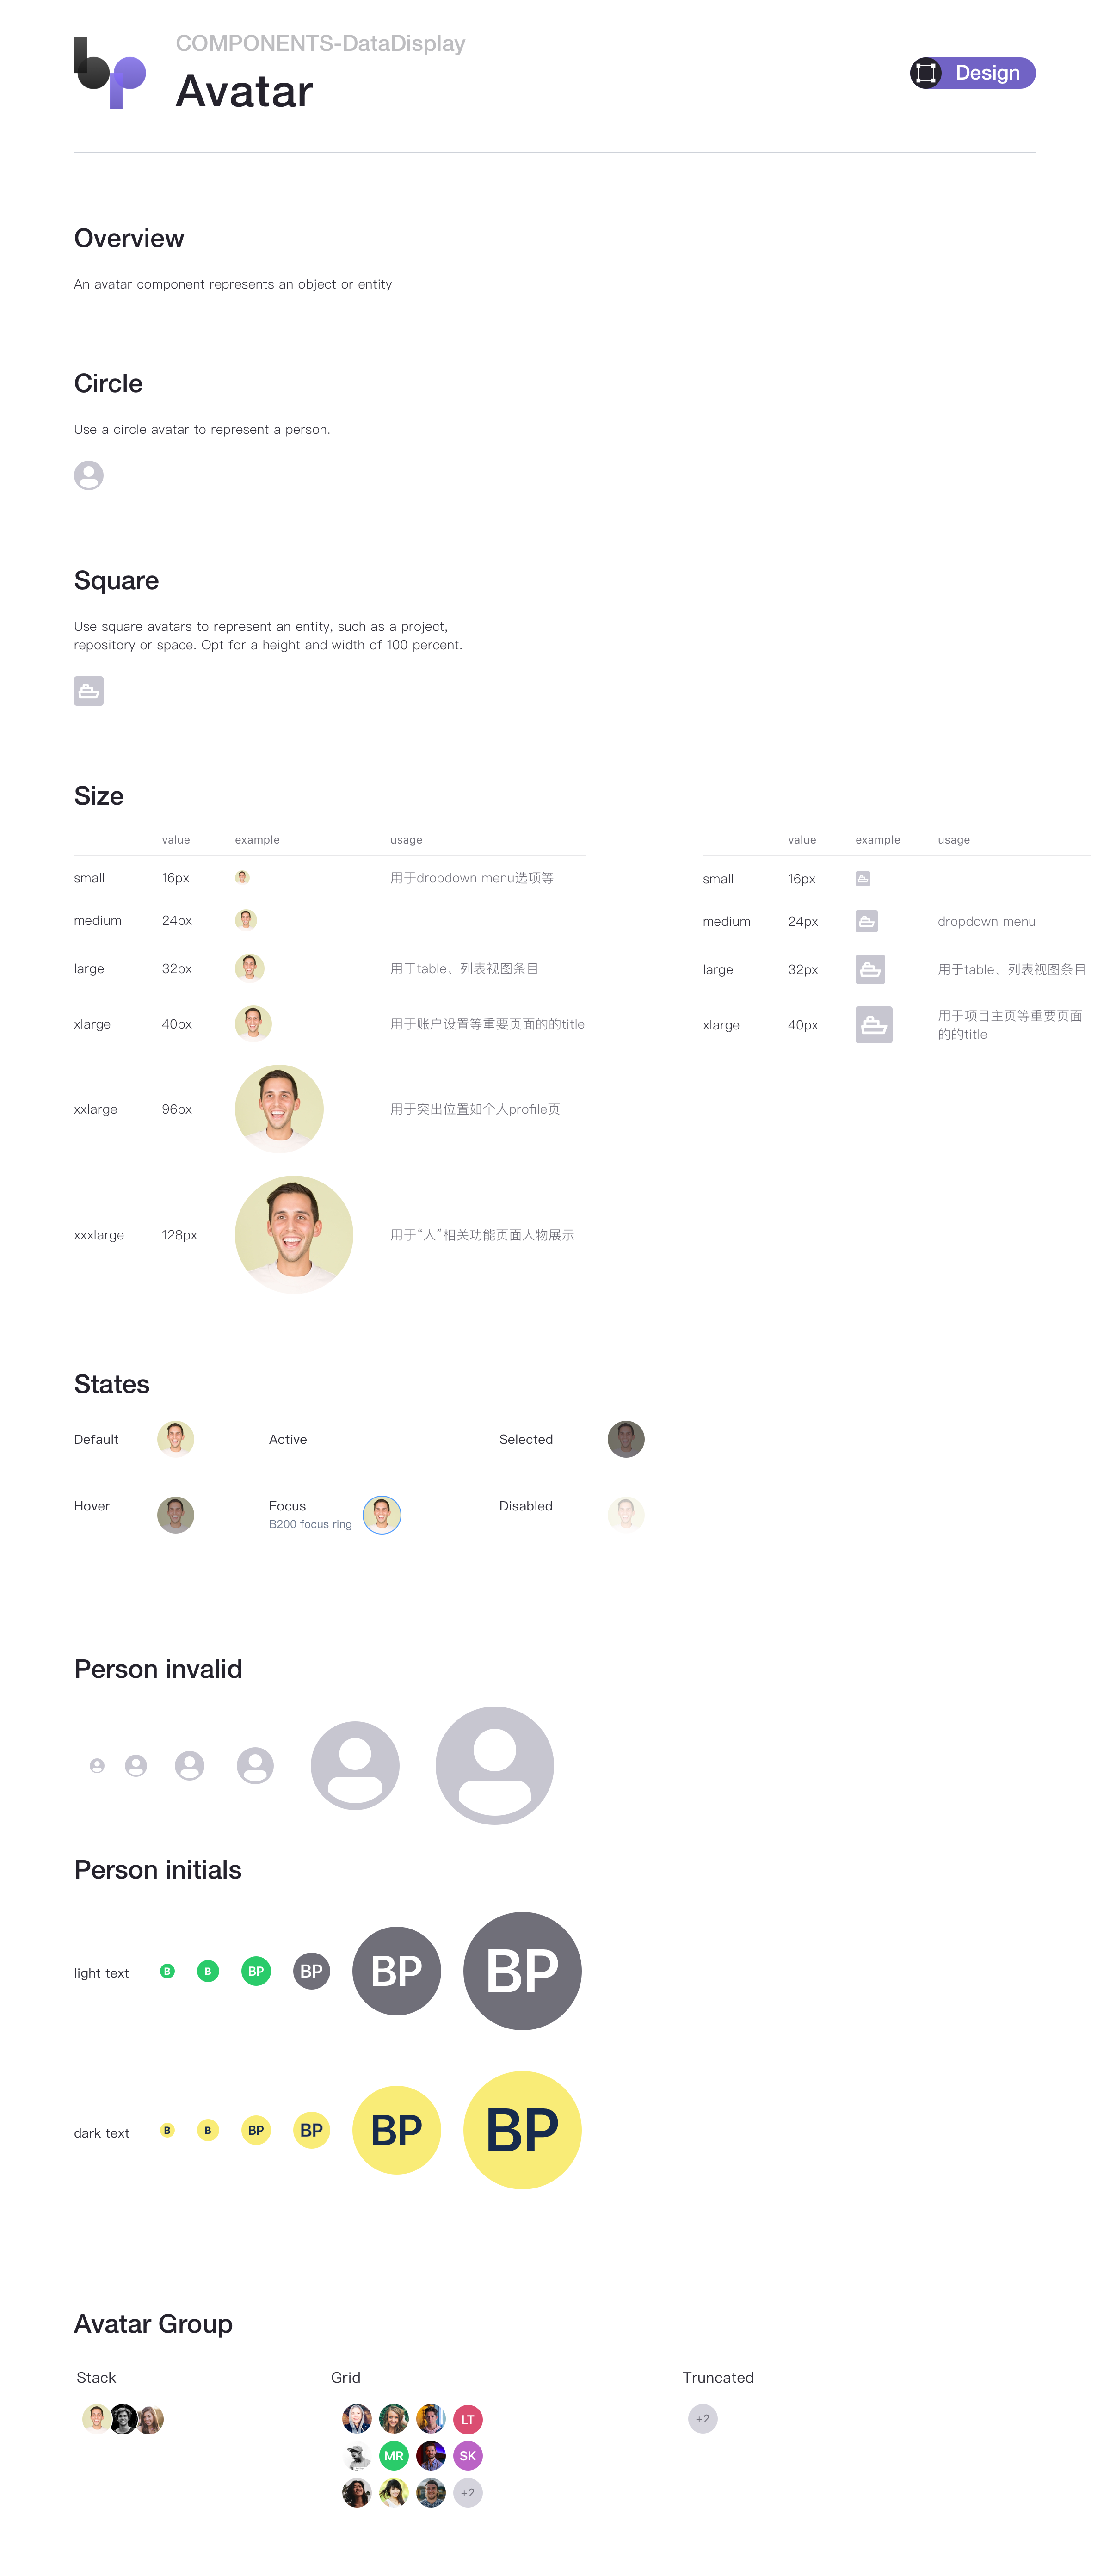 bp
COMPONENTS-DataDisplay
Avatar
Design
Overview
An avatar component represents an object or entity
Circle
Use a circle avatar to represent a person.
Square
Use square avatars to represent an entity, such as a project,
repository or space. Opt for a height and width of 100 percent.
Size
value example usage
small 16px 用于dropdown menu选项等
medium 24px
large 32px 用于table、列表视图条目
xlarge 40px 用于账户设置等重要页面的的title
xxlarge 96px 用于突出位置如个人profile页
xxxlarge 128px 用于“人”相关功能页面人物展示
value example usage
small 16px
medium 24px dropdown menu
large 32px 用于table、列表视图条目
xlarge 40px 用于项目主页等重要页面
的的title
States
Default Active Selected
Hover Focus Disabled
B200 focus ring
Person invalid
Person initials
light text B B BP BP BP BP
dark text B B BP BP BP BP
Avatar Group
Stack Grid Truncated
LT +2
MR SK
+2